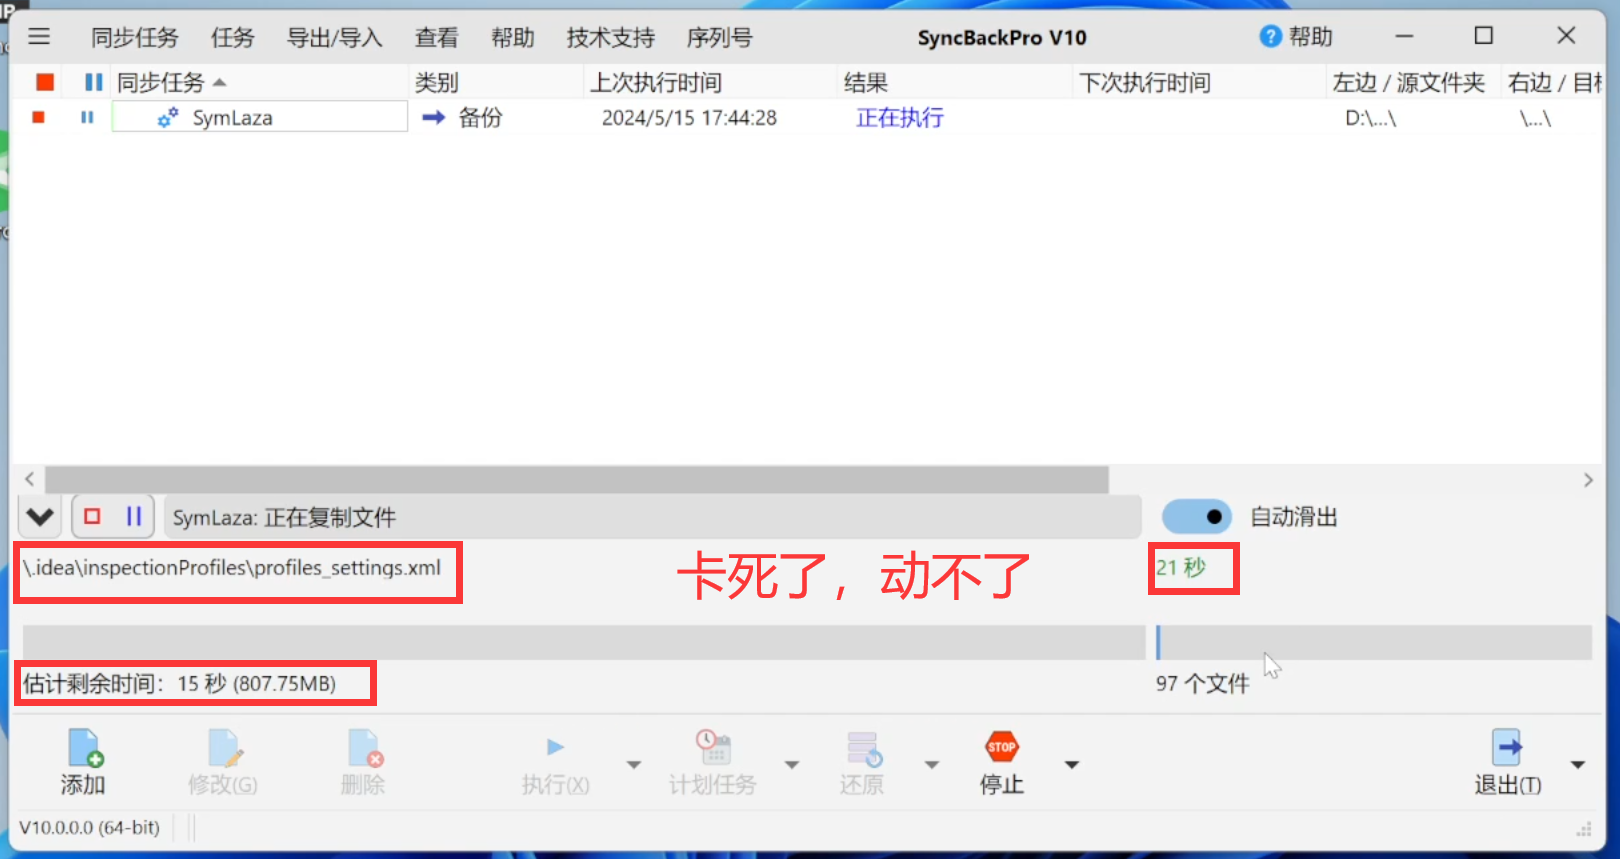 同步任务 任务 导出/导入 查看 帮助 技术支持 序列号 SyncBackPro V10 帮助
同步任务 类别 上次执行时间 结果 下次执行时间 左边 / 源文件夹 右边 / 目
SymLaza 备份 2024/5/15 17:44:28 正在执行 D:\...\ \...\
SymLaza: 正在复制文件 自动滑出
\.idea\inspectionProfiles\profiles_settings.xml 卡死了，动不了 21 秒
估计剩余时间：15 秒 (807.75MB) 97 个文件
STOP
添加 修改(G) 删除 执行(X) 计划任务 还原 停止 退出(T)
V10.0.0.0 (64-bit)